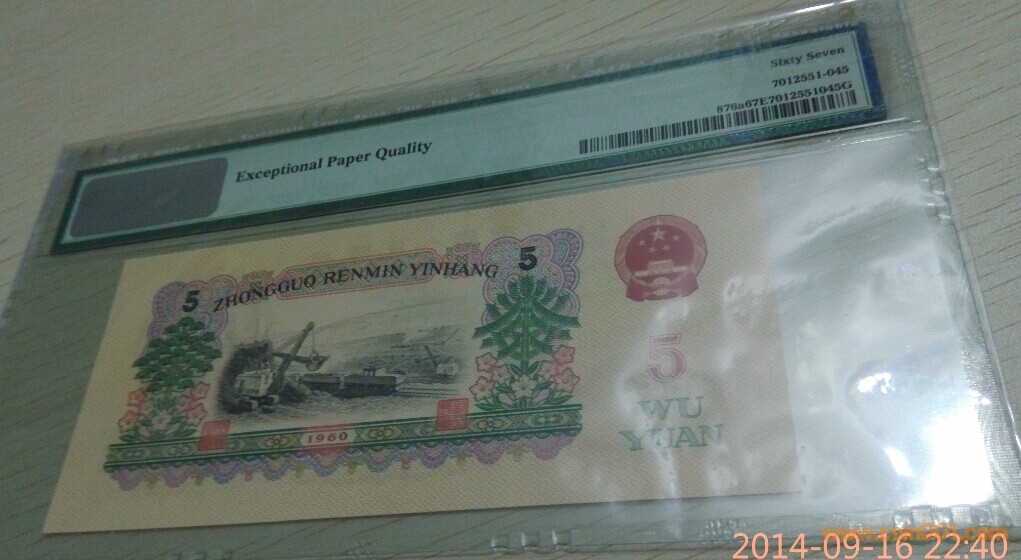 Sixty Seven
7012551-045
876a67E7012551045G
Exceptional Paper Quality
5 ZHONGGUO RENMIN YINHANG 5
5
WU
YUAN
1960
2014-09-16 22:40